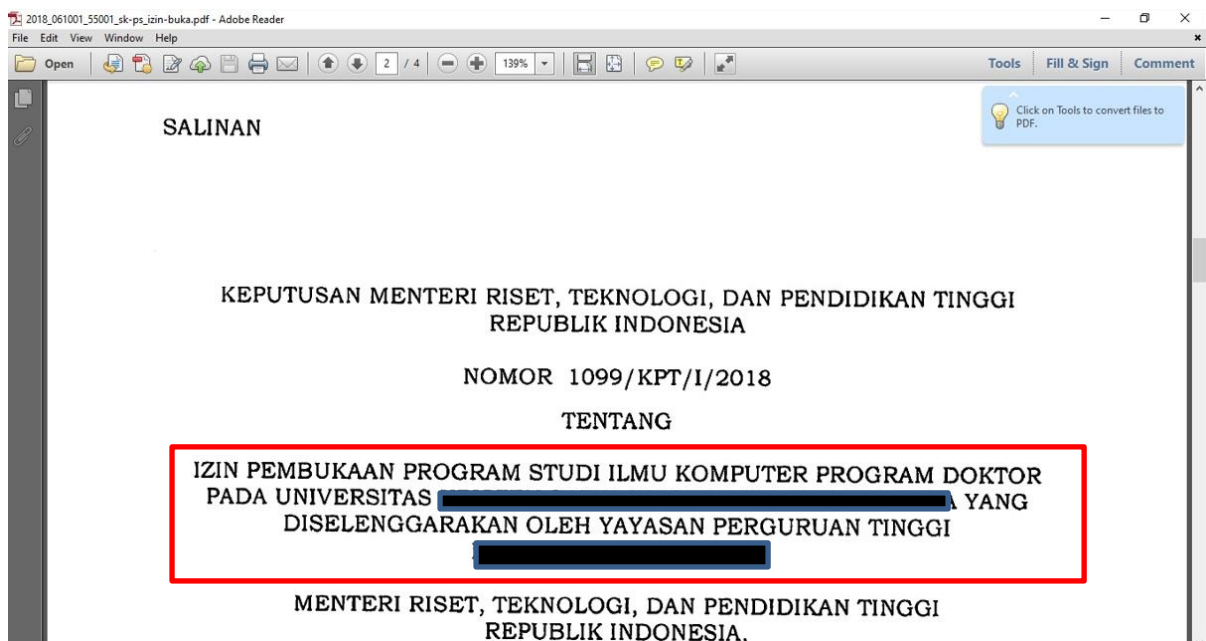 2018_061001_55001_sk-ps_izin-buka.pdf - Adobe Reader
File Edit View Window Help
Open 2 / 4 139% Tools Fill & Sign Comment
Click on Tools to convert files to
PDF.
SALINAN
KEPUTUSAN MENTERI RISET, TEKNOLOGI, DAN PENDIDIKAN TINGGI
REPUBLIK INDONESIA
NOMOR 1099/KPT/I/2018
TENTANG
IZIN PEMBUKAAN PROGRAM STUDI ILMU KOMPUTER PROGRAM DOKTOR
PADA UNIVERSITAS YANG
DISELENGGARAKAN OLEH YAYASAN PERGURUAN TINGGI
MENTERI RISET, TEKNOLOGI, DAN PENDIDIKAN TINGGI
REPUBLIK INDONESIA,